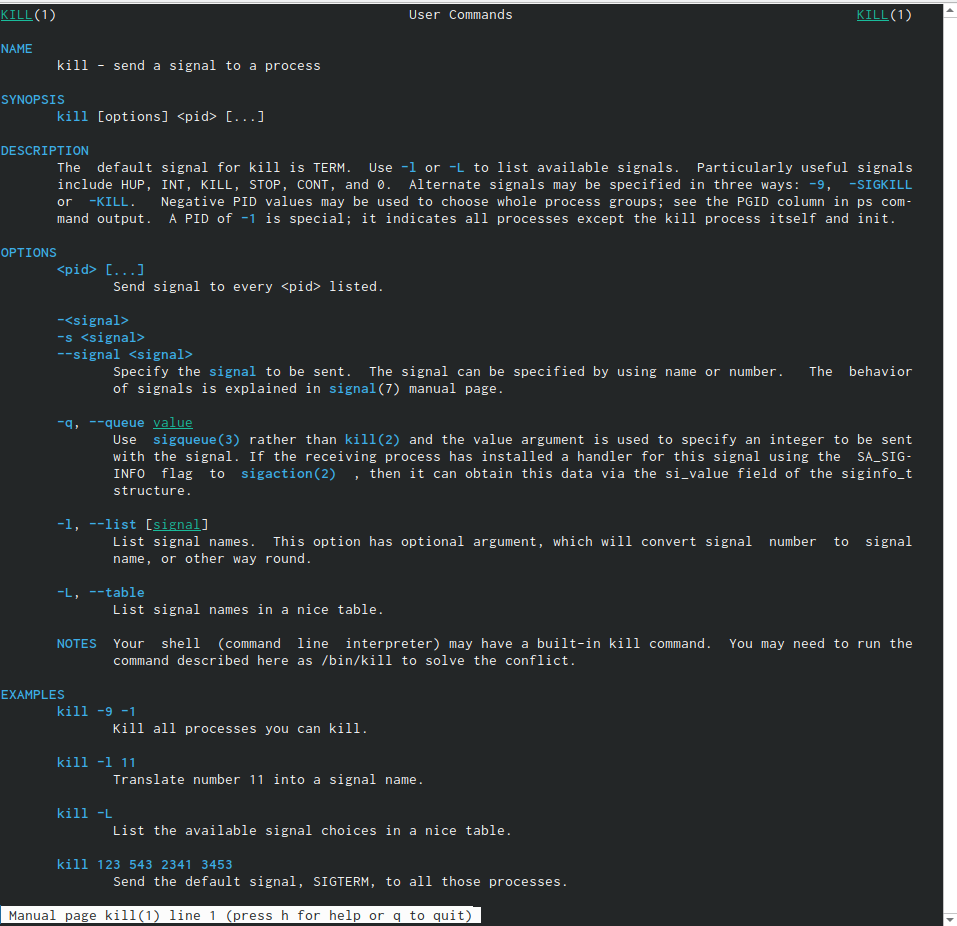 KILL(1) User Commands KILL(1)
NAME
kill - send a signal to a process
SYNOPSIS
kill [options] <pid> [...]
DESCRIPTION
The default signal for kill is TERM. Use -l or -L to list available signals. Particularly useful signals
include HUP, INT, KILL, STOP, CONT, and 0. Alternate signals may be specified in three ways: -9, -SIGKILL
or -KILL. Negative PID values may be used to choose whole process groups; see the PGID column in ps com-
mand output. A PID of -1 is special; it indicates all processes except the kill process itself and init.
OPTIONS
<pid> [...]
Send signal to every <pid> listed.
-<signal>
-s <signal>
--signal <signal>
Specify the signal to be sent. The signal can be specified by using name or number. The behavior
of signals is explained in signal(7) manual page.
-q, --queue value
Use sigqueue(3) rather than kill(2) and the value argument is used to specify an integer to be sent
with the signal. If the receiving process has installed a handler for this signal using the SA_SIG-
INFO flag to sigaction(2) , then it can obtain this data via the si_value field of the siginfo_t
structure.
-l, --list [signal]
List signal names. This option has optional argument, which will convert signal number to signal
name, or other way round.
-L, --table
List signal names in a nice table.
NOTES Your shell (command line interpreter) may have a built-in kill command. You may need to run the
command described here as /bin/kill to solve the conflict.
EXAMPLES
kill -9 -1
Kill all processes you can kill.
kill -l 11
Translate number 11 into a signal name.
kill -L
List the available signal choices in a nice table.
kill 123 543 2341 3453
Send the default signal, SIGTERM, to all those processes.
Manual page kill(1) line 1 (press h for help or q to quit)